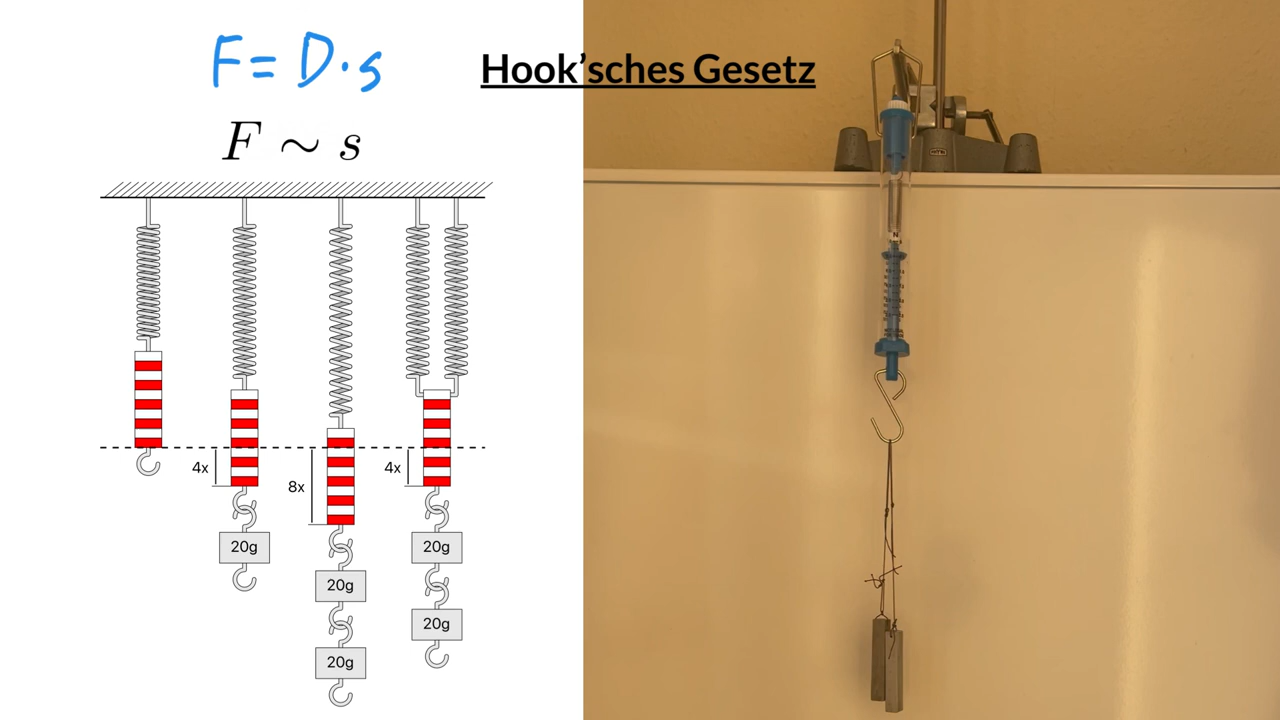 F = D · s
Hook’sches Gesetz
F ∼ s
4x
8x
4x
20g
20g
20g
20g
20g
N